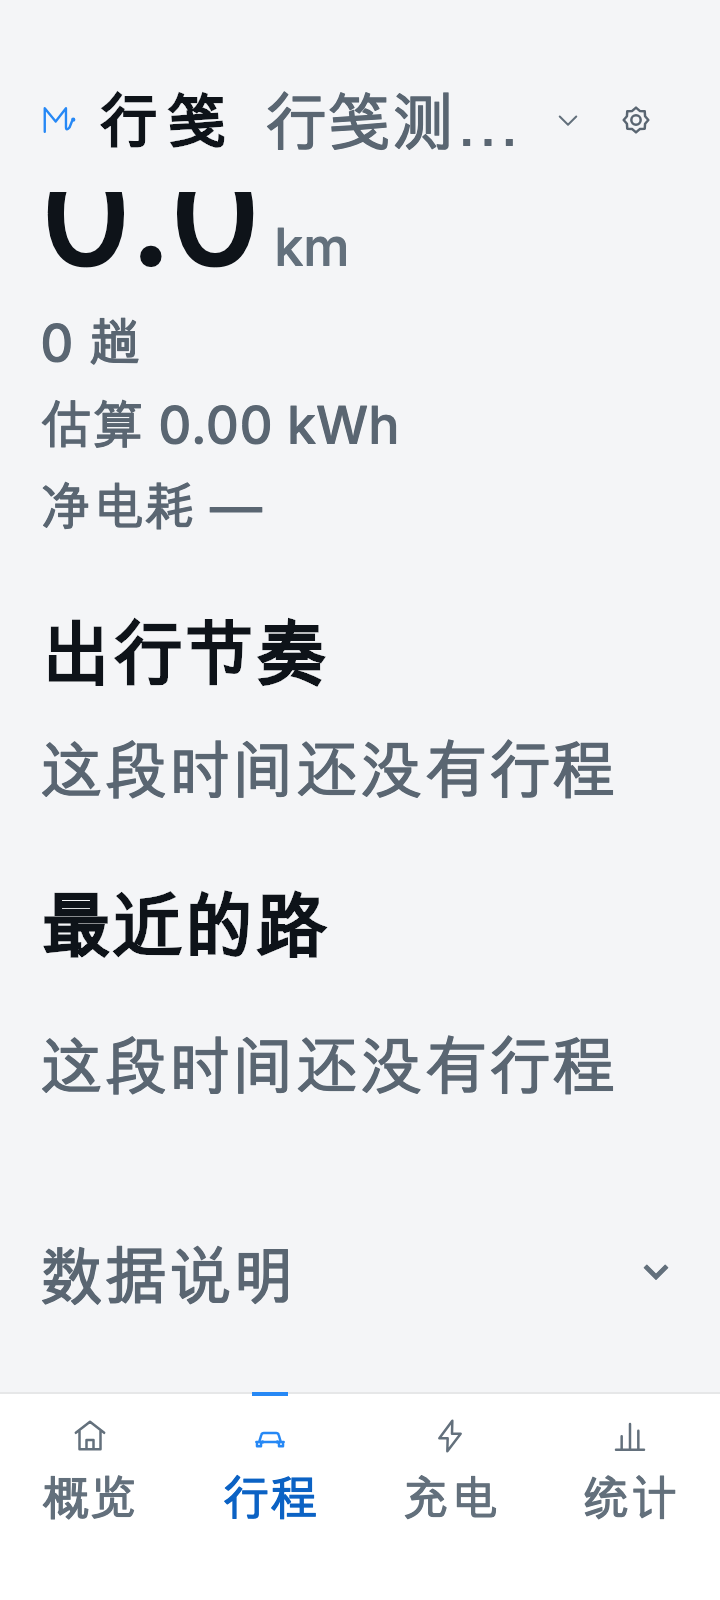 行笺 行笺测…
0.0 km
0 趟
估算 0.00 kWh
净电耗 —
出行节奏
这段时间还没有行程
最近的路
这段时间还没有行程
数据说明
概览 行程 充电 统计